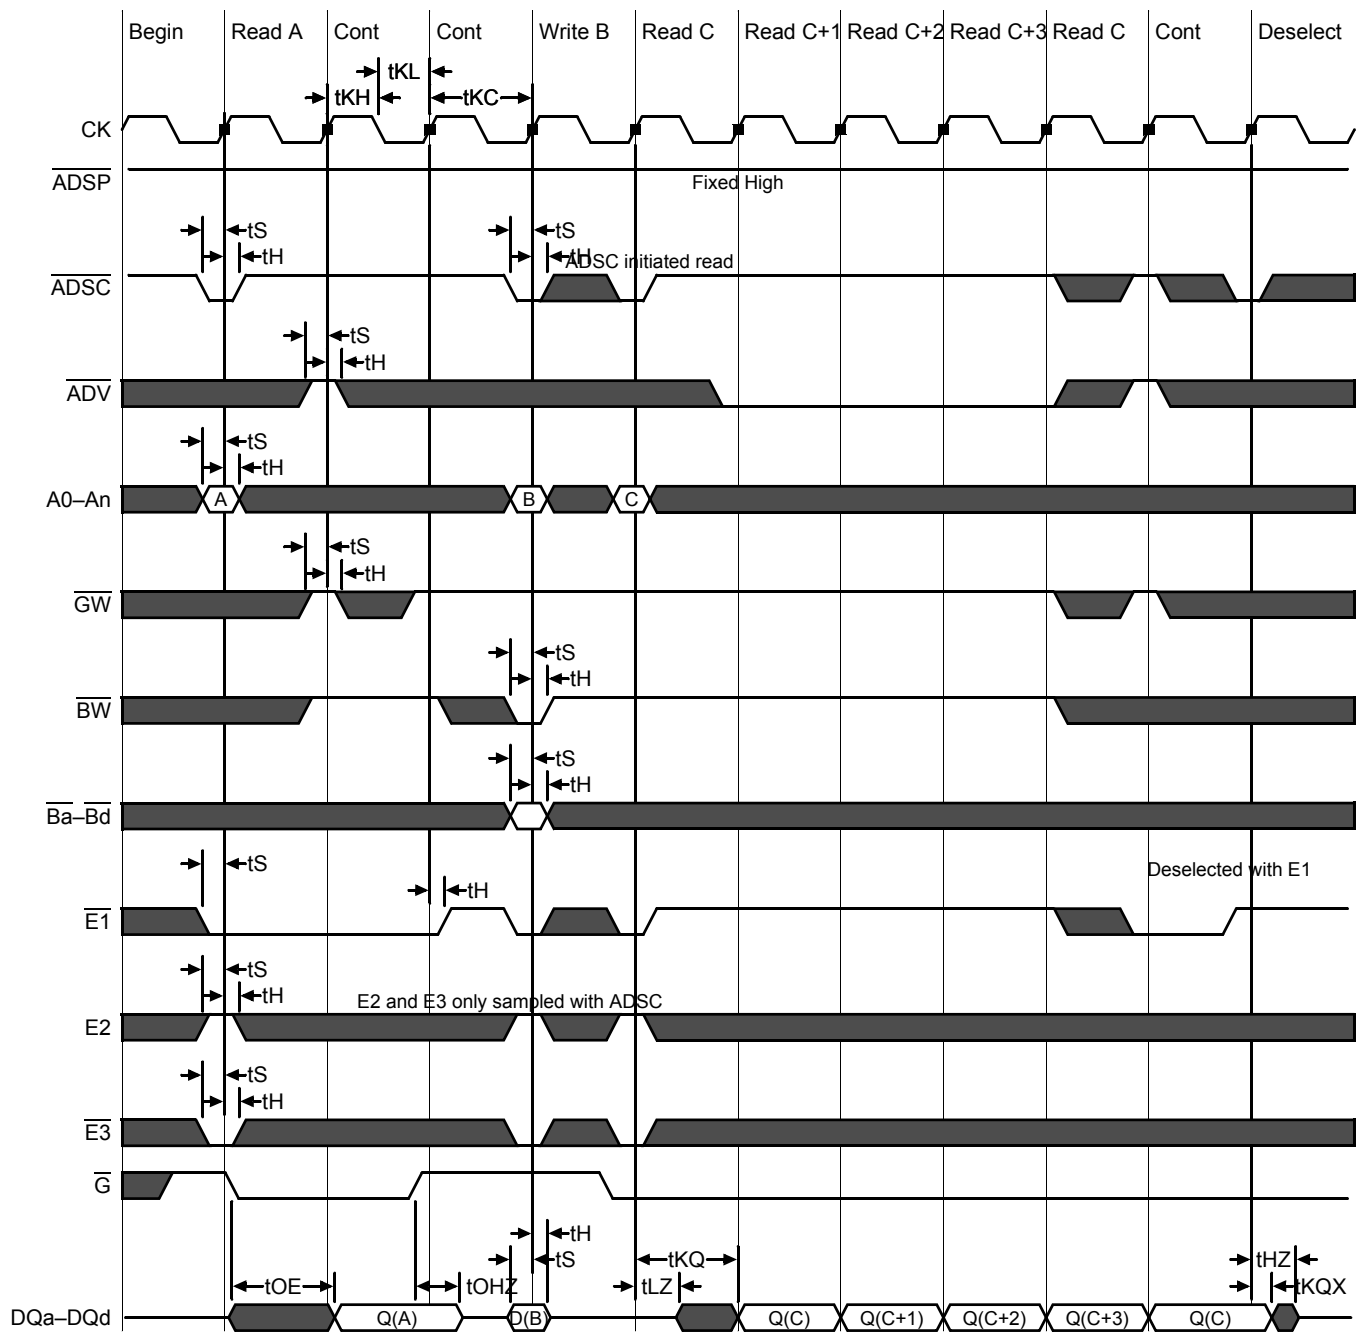 Begin Read A Cont Cont Write B Read C Read C+1 Read C+2 Read C+3 Read C Cont Deselect
tKL
tKH tKC
CK
ADSP
Fixed High
tS tS
tH tH
ADSC initiated read
ADSC
tS
tH
ADV
tS
tH
A0–An A B C
tS
tH
GW
tS
tH
BW
tS
tH
Ba–Bd
tS
Deselected with E1
tH
E1
tS
tH
E2 and E3 only sampled with ADSC
E2
tS
tH
E3
G
tH
tS tKQ tHZ
tOE tOHZ tLZ tKQX
DQa–DQd Q(A) D(B) Q(C) Q(C+1) Q(C+2) Q(C+3) Q(C)